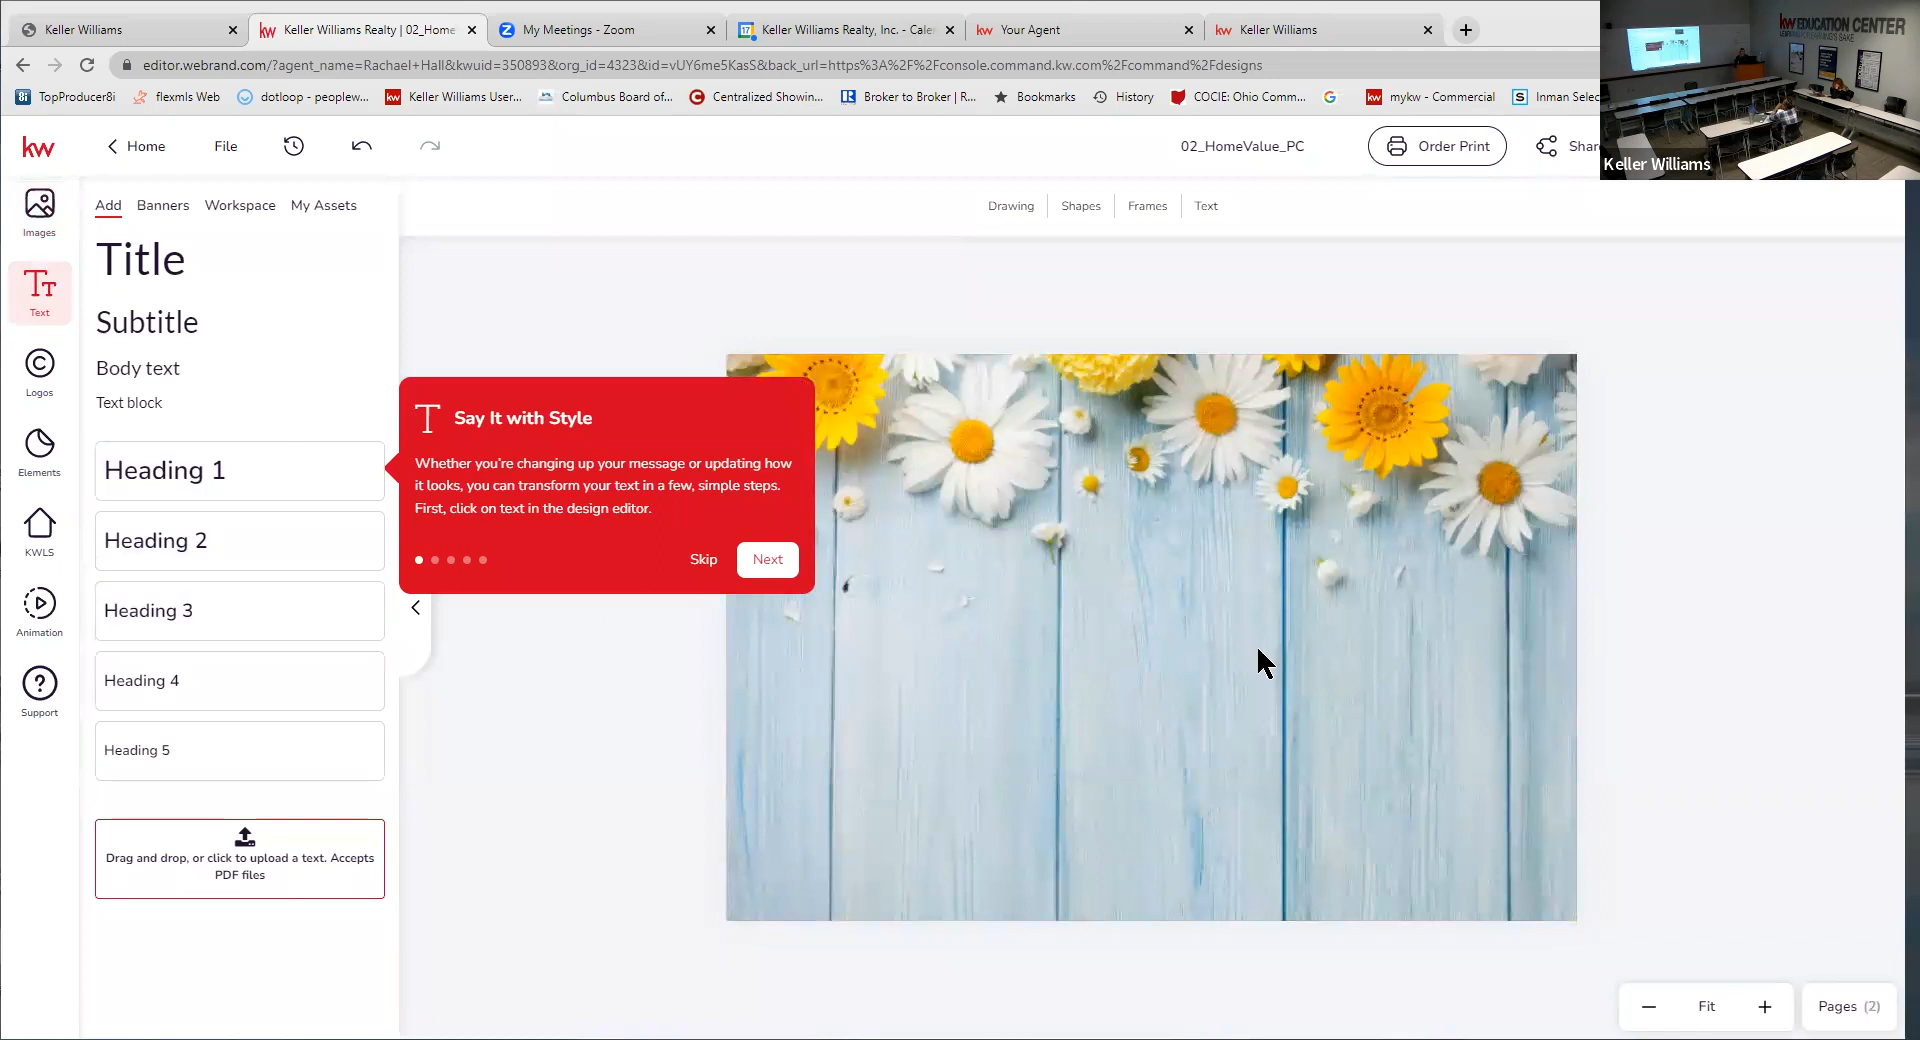 Keller Williams
Keller Williams Realty | 02_Home
My Meetings - Zoom
17
Keller Williams Realty, Inc. - Cale
kw
Your Agent
kw
Keller Williams
editor.webrand.com/?agent_name=Rachael+Hall&kwuid=350893&org_id=4323&id=vUY6me5KasS&back_url=https%3A%2F%2Fconsole.command.kw.com%2Fcommand%2Fdesigns
8i TopProducer8i
flexmls Web
dotloop - peoplew...
kw Keller Williams User...
Columbus Board of...
Centralized Showin...
Broker to Broker | R...
Bookmarks
History
COCIE: Ohio Comm...
G
kw mykw - Commercial
S Inman Selec
kw EDUCATION CENTER
Keller Williams
kw
Home
File
02_HomeValue_PC
Order Print
Shar
Images
Text
Logos
Elements
KWLS
Animation
Support
Add
Banners
Workspace
My Assets
Drawing
Shapes
Frames
Text
Title
Subtitle
Body text
Text block
Heading 1
Heading 2
Heading 3
Heading 4
Heading 5
Drag and drop, or click to upload a text. Accepts
PDF files
Say It with Style
Whether you're changing up your message or updating how
it looks, you can transform your text in a few, simple steps.
First, click on text in the design editor.
Skip
Next
Fit
Pages (2)